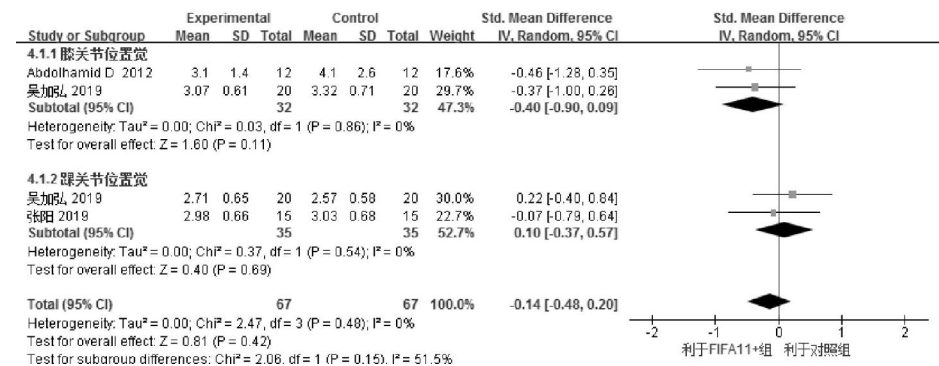 Experimental Control Std. Mean Difference Std. Mean Difference
Study or Subgroup Mean SD Total Mean SD Total Weight IV, Random, 95% CI IV, Random, 95% CI
4.1.1 膝关节位置觉
Abdolhamid D 2012 3.1 1.4 12 4.1 2.6 12 17.6% -0.46 [-1.28, 0.35]
吴加弘 2019 3.07 0.61 20 3.32 0.71 20 29.7% -0.37 [-1.00, 0.26]
Subtotal (95% CI) 32 32 47.3% -0.40 [-0.90, 0.09]
Heterogeneity: Tau² = 0.00; Chi² = 0.03, df = 1 (P = 0.86); I² = 0%
Test for overall effect: Z = 1.60 (P = 0.11)
4.1.2 踝关节位置觉
吴加弘 2019 2.71 0.65 20 2.57 0.58 20 30.0% 0.22 [-0.40, 0.84]
张阳 2019 2.98 0.66 15 3.03 0.68 15 22.7% -0.07 [-0.79, 0.64]
Subtotal (95% CI) 35 35 52.7% 0.10 [-0.37, 0.57]
Heterogeneity: Tau² = 0.00; Chi² = 0.37, df = 1 (P = 0.54); I² = 0%
Test for overall effect: Z = 0.40 (P = 0.69)
Total (95% CI) 67 67 100.0% -0.14 [-0.48, 0.20]
Heterogeneity: Tau² = 0.00; Chi² = 2.47, df = 3 (P = 0.48); I² = 0%
Test for overall effect: Z = 0.81 (P = 0.42)
Test for subgroup differences: Chi² = 2.06, df = 1 (P = 0.15), I² = 51.5%
-2 -1 0 1 2
利于FIFA11+组 利于对照组